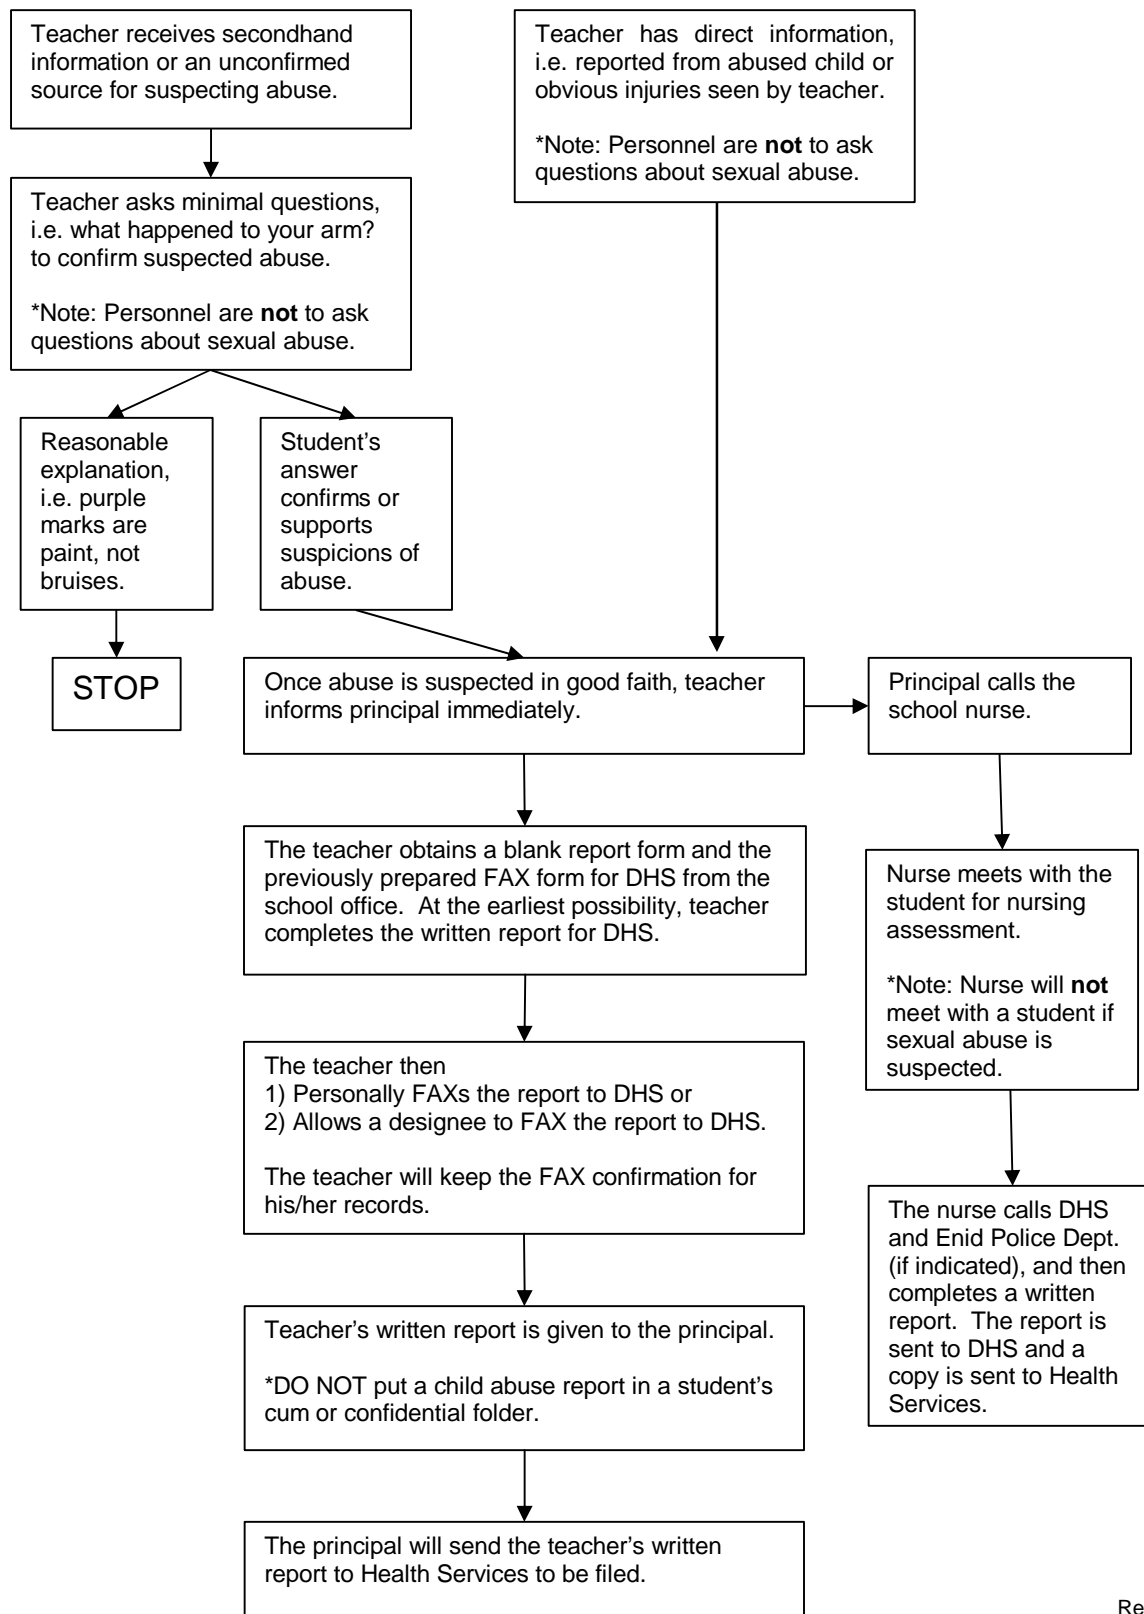 Teacher receives secondhand
information or an unconfirmed
source for suspecting abuse.
Teacher has direct information,
i.e. reported from abused child or
obvious injuries seen by teacher.
*Note: Personnel are not to ask
questions about sexual abuse.
Teacher asks minimal questions,
i.e. what happened to your arm?
to confirm suspected abuse.
*Note: Personnel are not to ask
questions about sexual abuse.
Reasonable
explanation,
i.e. purple
marks are
paint, not
bruises.
Student's
answer
confirms or
supports
suspicions of
abuse.
STOP
Once abuse is suspected in good faith, teacher
informs principal immediately.
Principal calls the
school nurse.
The teacher obtains a blank report form and the
previously prepared FAX form for DHS from the
school office.  At the earliest possibility, teacher
completes the written report for DHS.
Nurse meets with the
student for nursing
assessment.
*Note: Nurse will not
meet with a student if
sexual abuse is
suspected.
The teacher then
1) Personally FAXs the report to DHS or
2) Allows a designee to FAX the report to DHS.
The teacher will keep the FAX confirmation for
his/her records.
The nurse calls DHS
and Enid Police Dept.
(if indicated), and then
completes a written
report.  The report is
sent to DHS and a
copy is sent to Health
Services.
Teacher's written report is given to the principal.
*DO NOT put a child abuse report in a student's
cum or confidential folder.
The principal will send the teacher's written
report to Health Services to be filed.
Re